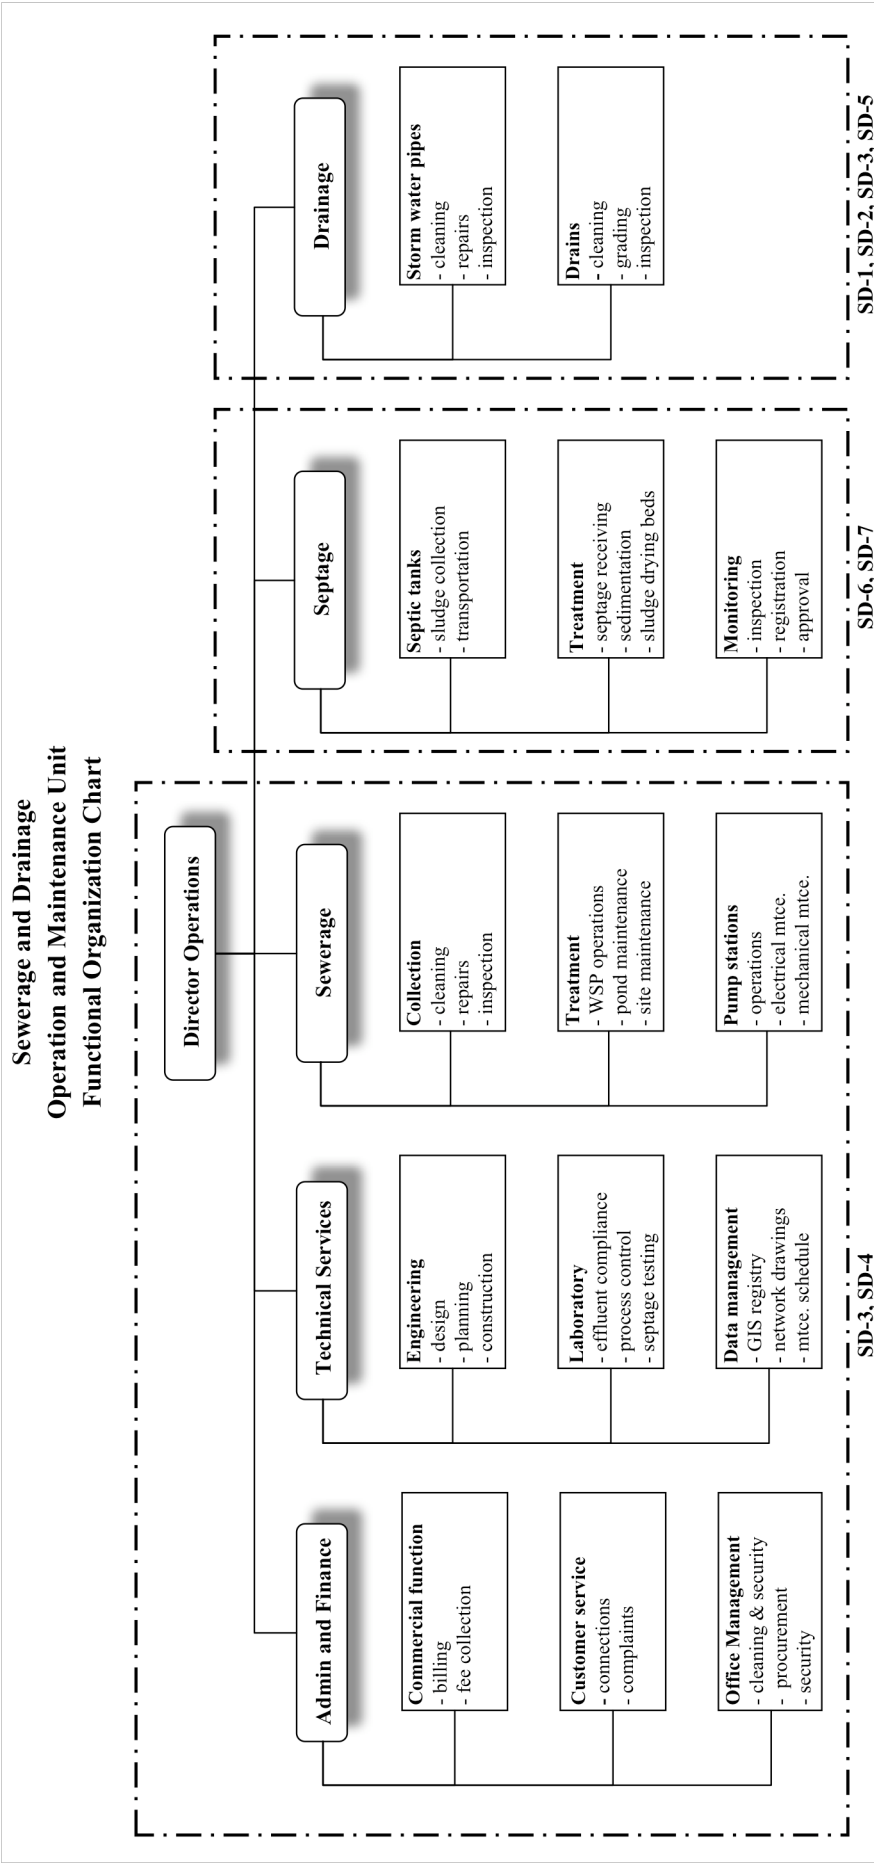 Sewerage and Drainage
Operation and Maintenance Unit
Functional Organization Chart
Director Operations
Admin and Finance
Commercial function
- billing
- fee collection
Customer service
- connections
- complaints
Office Management
- cleaning & security
- procurement
- security
Technical Services
Engineering
- design
- planning
- construction
Laboratory
- effluent compliance
- process control
- septage testing
Data management
- GIS registry
- network drawings
- mtce. schedule
Sewerage
Collection
- cleaning
- repairs
- inspection
Treatment
- WSP operations
- pond maintenance
- site maintenance
Pump stations
- operations
- electrical mtce.
- mechanical mtce.
Septage
Septic tanks
- sludge collection
- transportation
Treatment
- septage receiving
- sedimentation
- sludge drying beds
Monitoring
- inspection
- registration
- approval
Drainage
Storm water pipes
- cleaning
- repairs
- inspection
Drains
- cleaning
- grading
- inspection
SD-3, SD-4
SD-6, SD-7
SD-1, SD-2, SD-3, SD-5